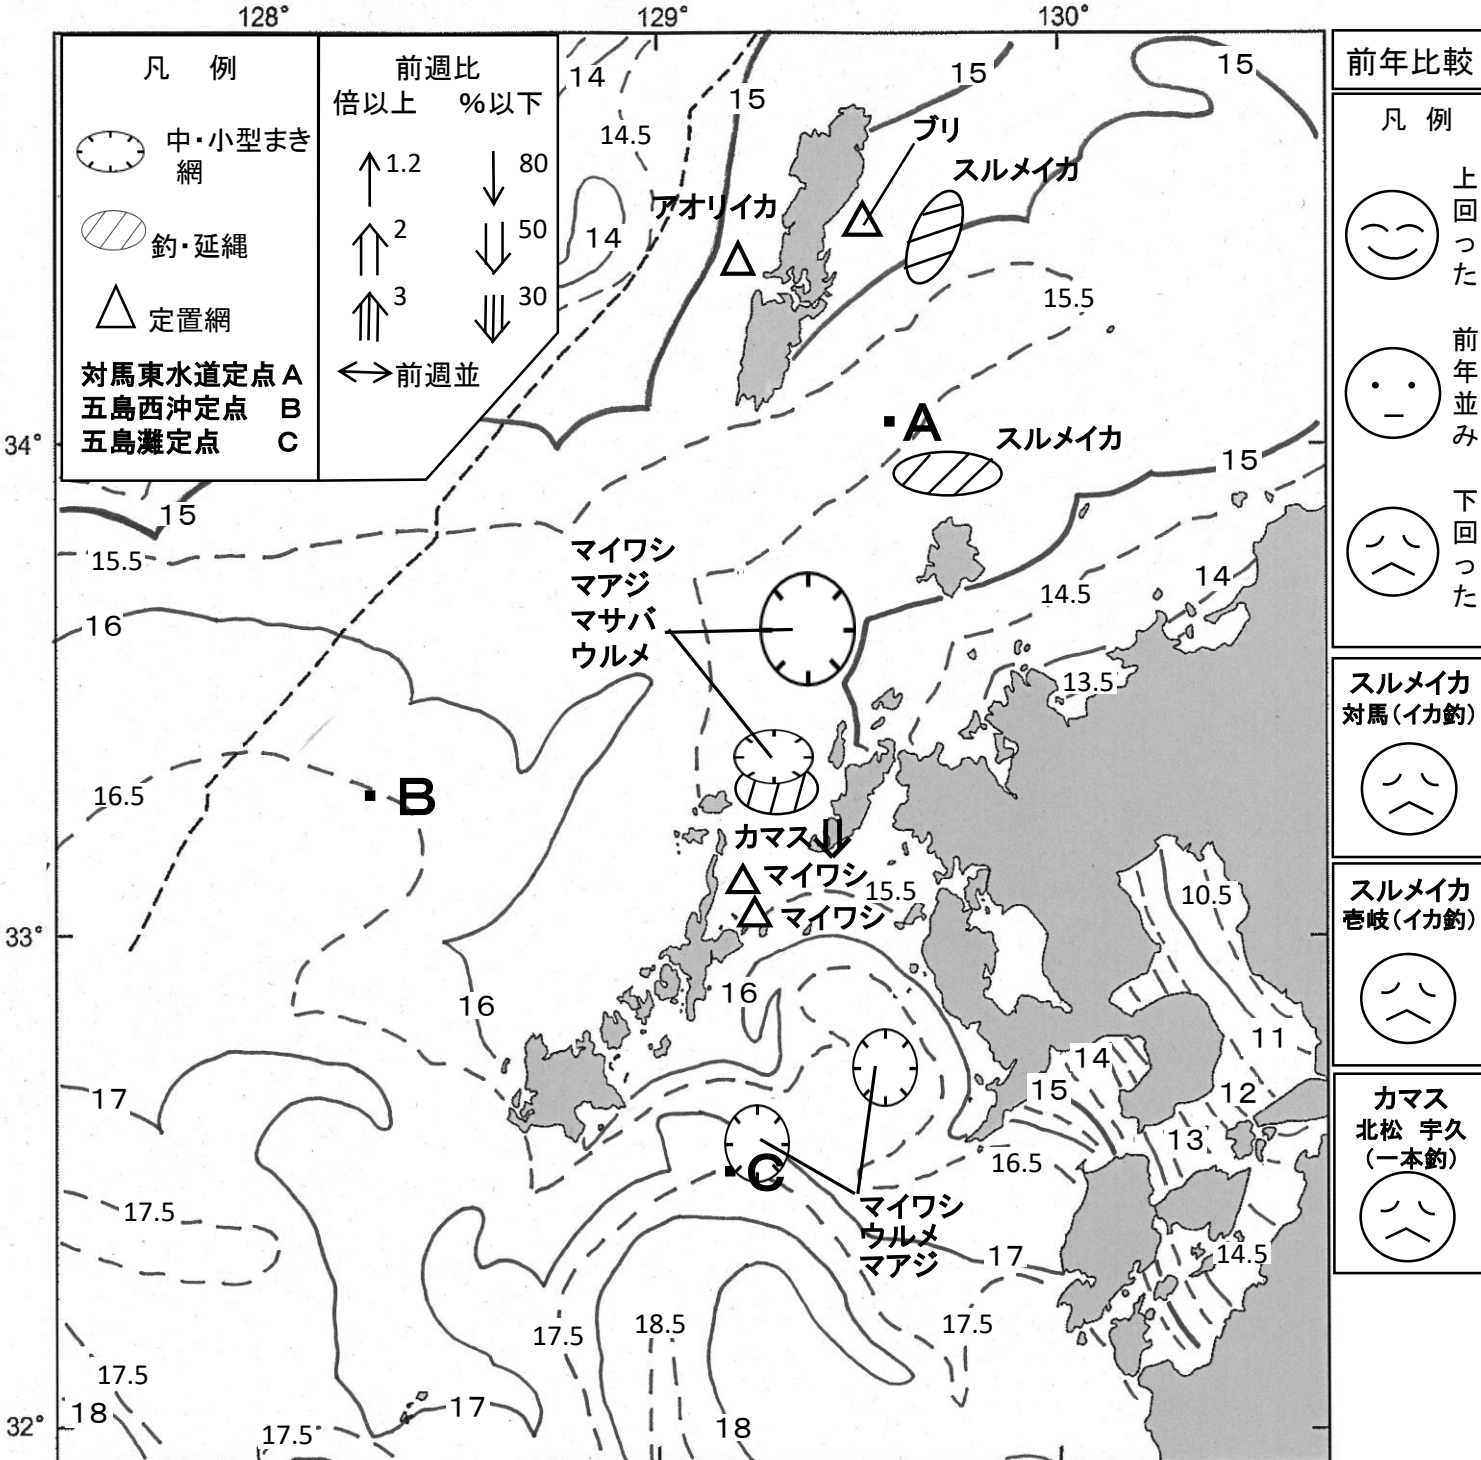 128°
129°
130°
凡 例
中・小型まき
網
釣・延縄
定置網
対馬東水道定点 A
五島西沖定点 B
五島灘定点 C
前週比
倍以上 %以下
1.2 80
2 50
3 30
前週並
14
14.5
14
15
15
15
ブリ
スルメイカ
アオリイカ
15.5
34°
A
スルメイカ
15
15
15.5
マイワシ
マアジ
マサバ
ウルメ
14.5
14
16
13.5
16.5
B
カマス
マイワシ
15.5
マイワシ
10.5
33°
16
16
11
14
15
12
17
13
16.5
C
17.5
マイワシ
ウルメ
マアジ
17
14.5
17.5
18.5
17.5
17.5
32°
18
17
17.5
18
前年比較
凡 例
上回った
前年並み
下回った
スルメイカ
対馬(イカ釣)
スルメイカ
壱岐(イカ釣)
カマス
北松 宇久
(一本釣)